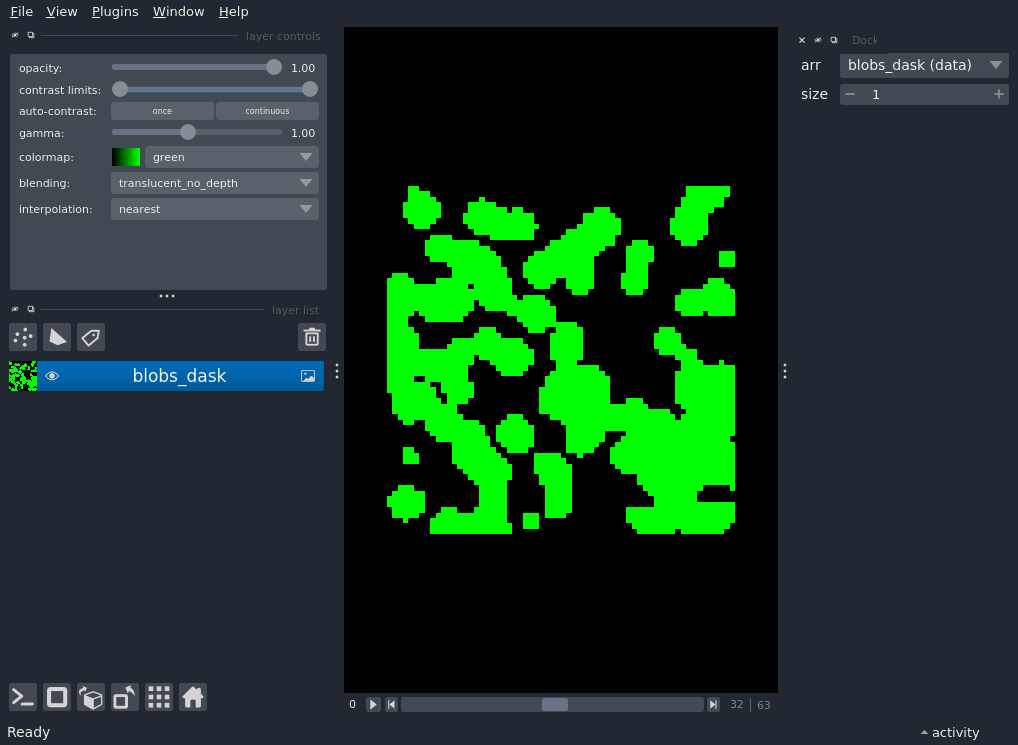 File View Plugins Window Help
layer controls
opacity: 1.00
contrast limits:
auto-contrast: once continuous
gamma: 1.00
colormap: green
blending: translucent_no_depth
interpolation: nearest
layer list
blobs_dask
0 32 63
Ready
activity
Dock
arr blobs_dask (data)
size 1